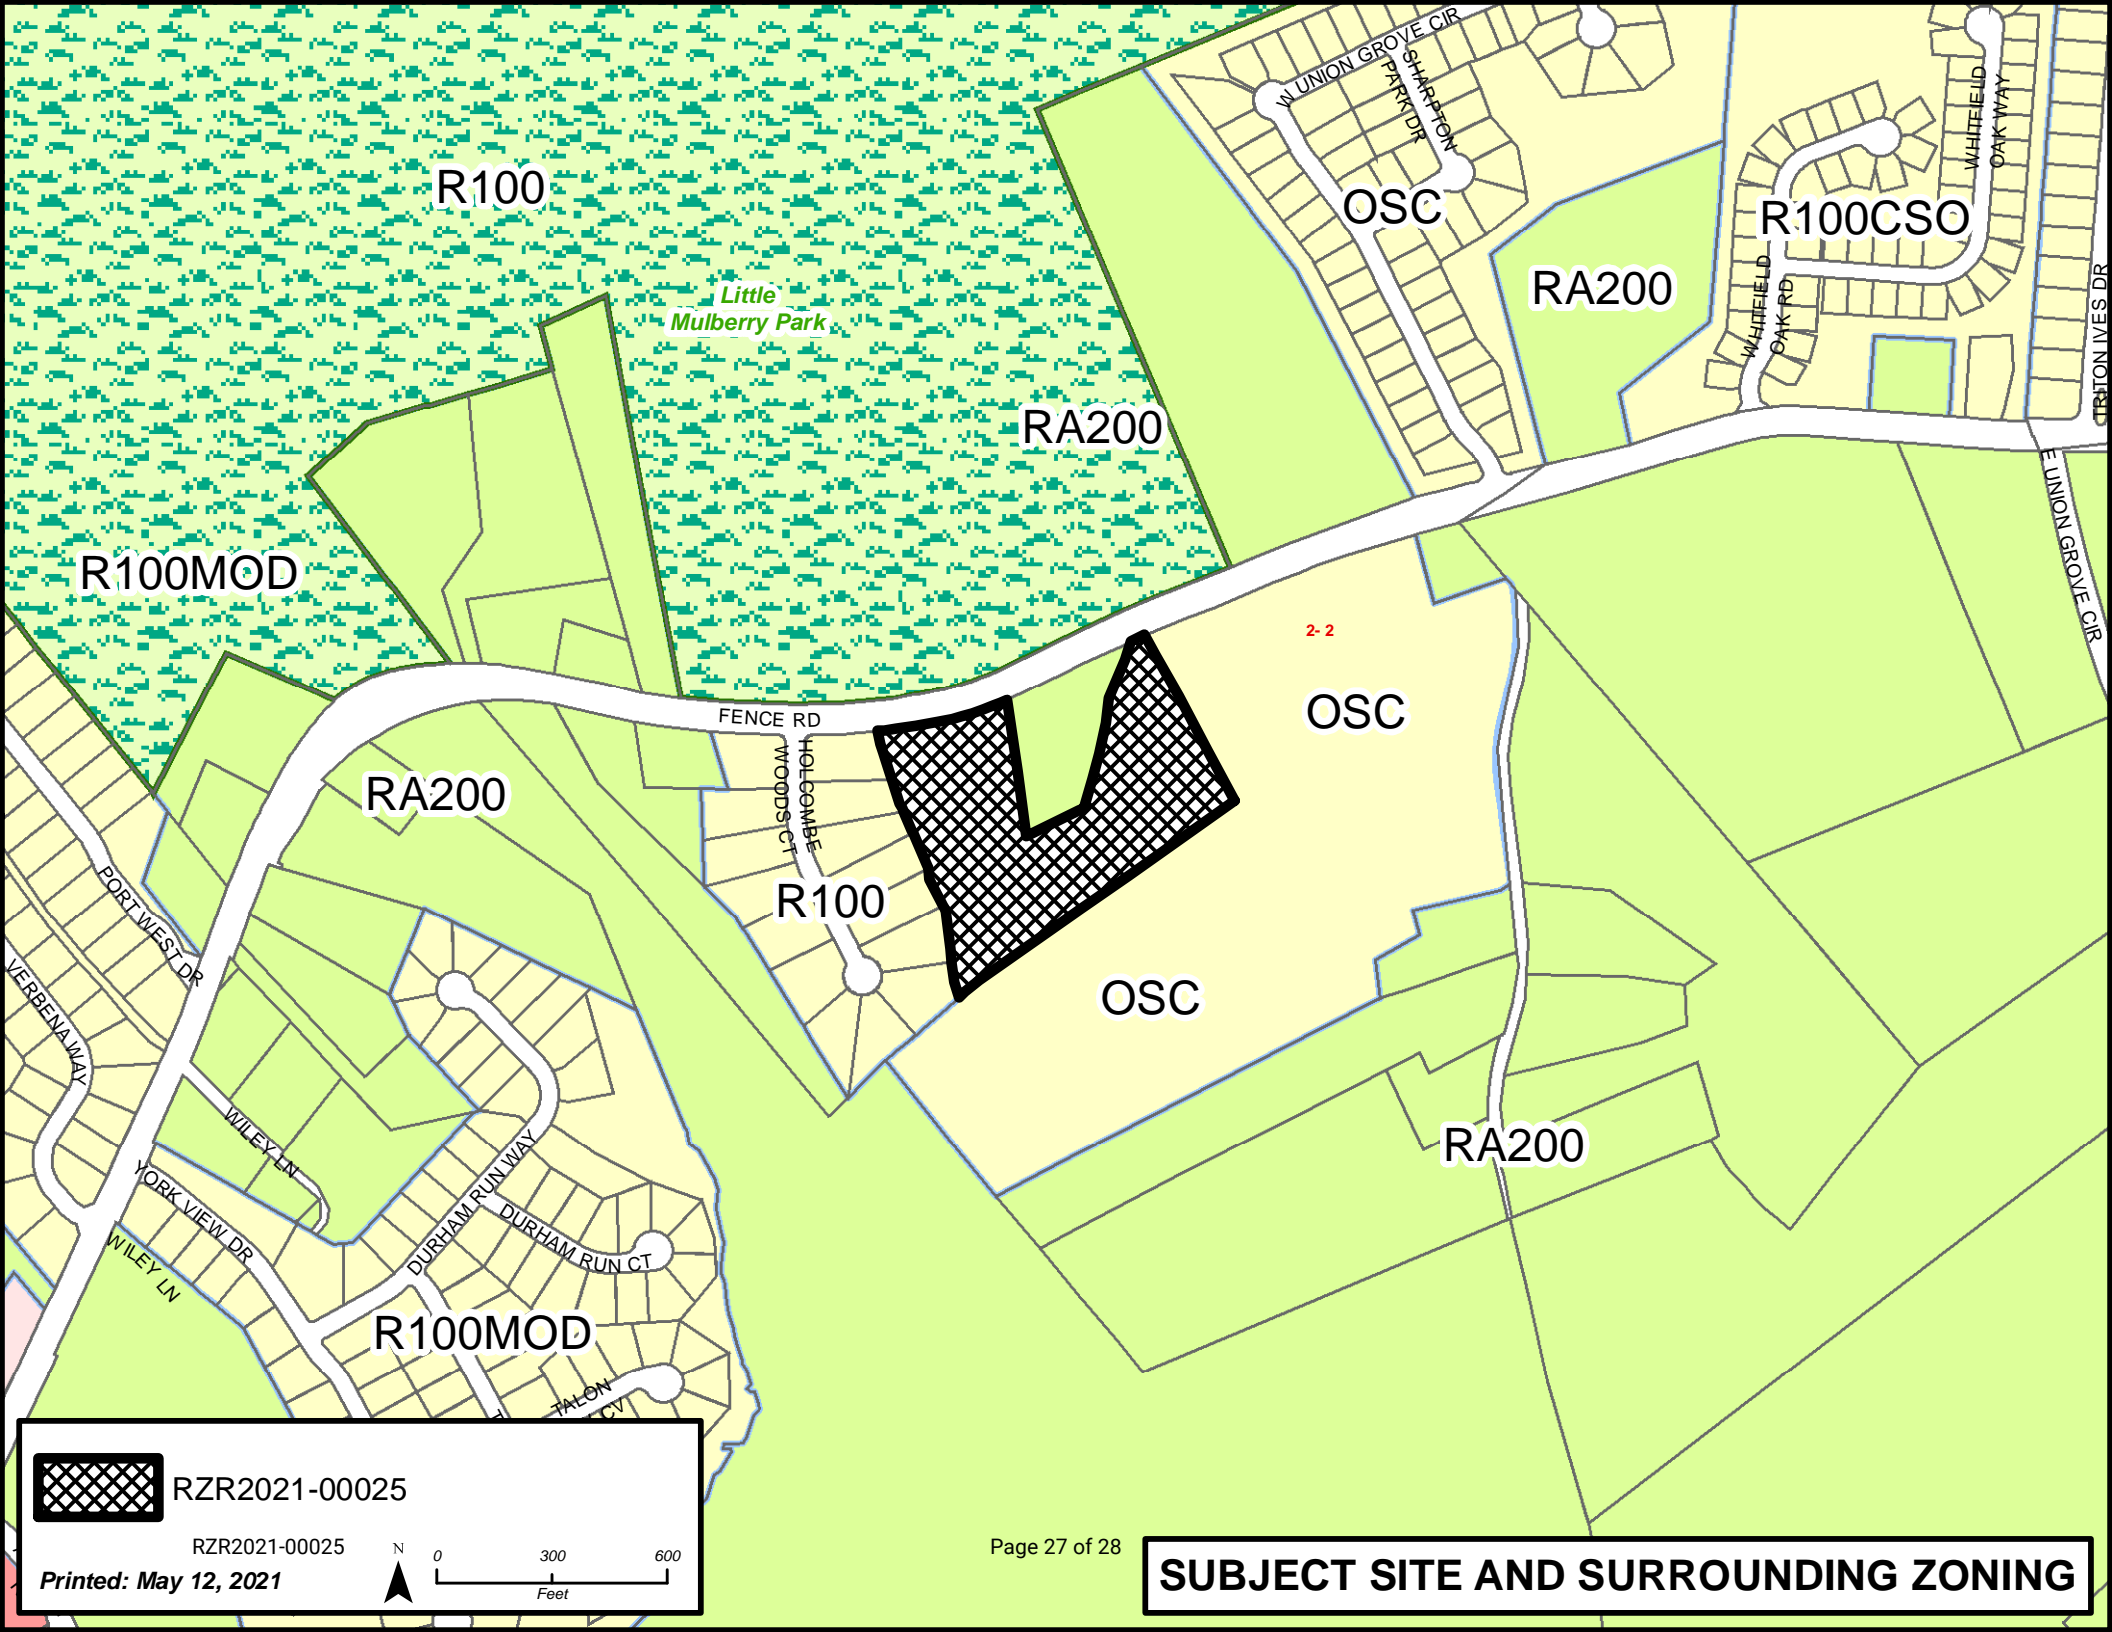 W UNION GROVE CIR
SHARPTON
PARK DR
WHITFIELD
OAK WAY
R100
OSC
R100CSO
RA200
Little
Mulberry Park
WHITFIELD
OAK RD
TRITON IVES DR
RA200
E UNION GROVE CIR
R100MOD
2- 2
OSC
FENCE RD
HOLCOMBE
WOODS CT
RA200
R100
PORT WEST DR
OSC
VERBENA WAY
WILEY LN
RA200
YORK VIEW DR
DURHAM RUN WAY
DURHAM RUN CT
WILEY LN
R100MOD
TALON
CV
T
RZR2021-00025
RZR2021-00025
N
0 300 600
Feet
Printed: May 12, 2021
Page 27 of 28
SUBJECT SITE AND SURROUNDING ZONING